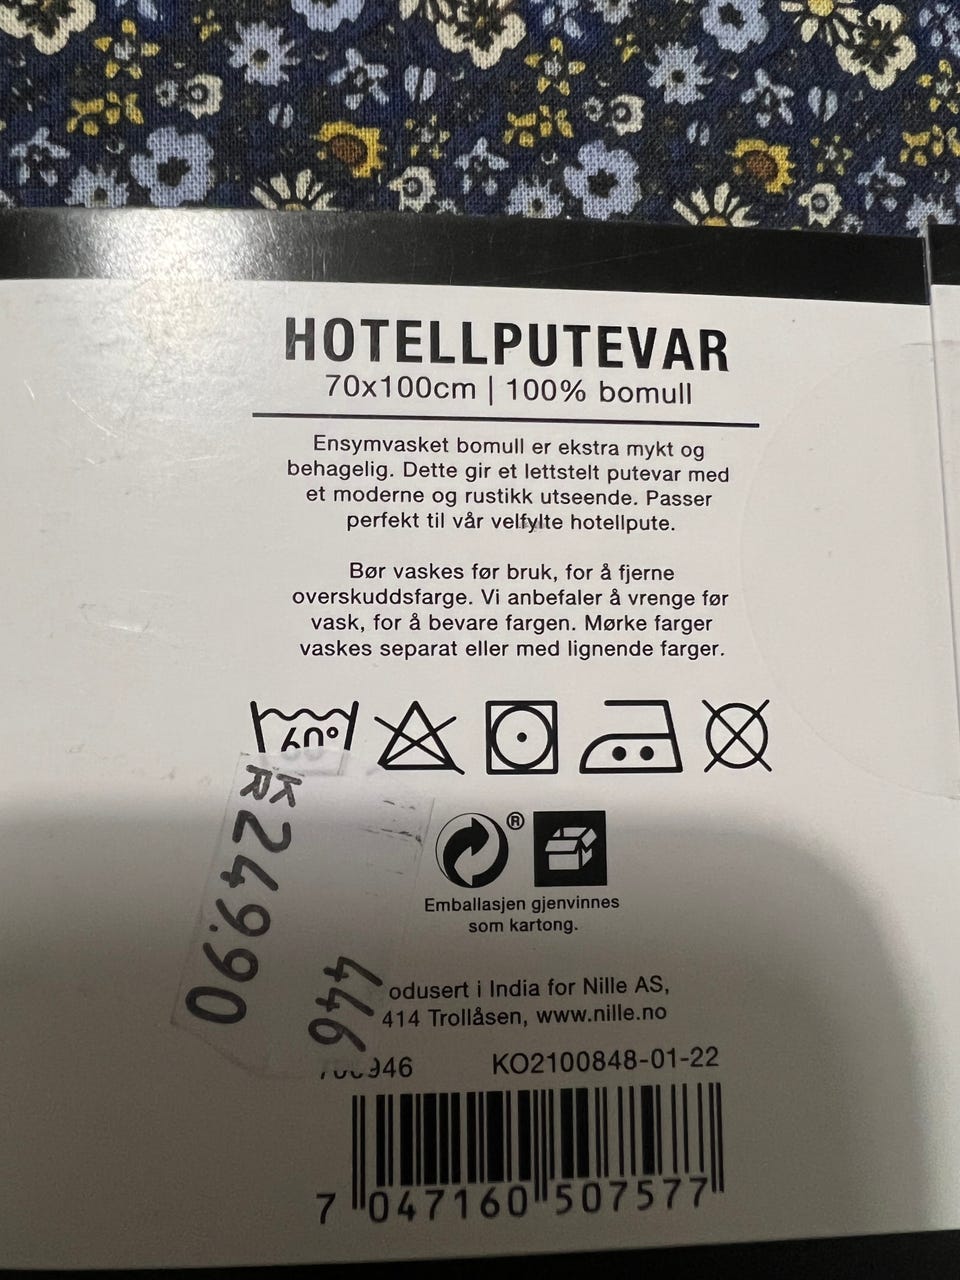 HOTELLPUTEVAR
70x100cm | 100% bomull
Ensymvasket bomull er ekstra mykt og
behagelig. Dette gir et lettstelt putevar med
et moderne og rustikk utseende. Passer
perfekt til vår velfylte hotellpute.
Bør vaskes før bruk, for å fjerne
overskuddsfarge. Vi anbefaler å vrenge før
vask, for å bevare fargen. Mørke farger
vaskes separat eller med lignende farger.
60°
KR 249.90
446
®
Emballasjen gjenvinnes
som kartong.
odusert i India for Nille AS,
414 Trollåsen, www.nille.no
946 KO2100848-01-22
7 047160 507577